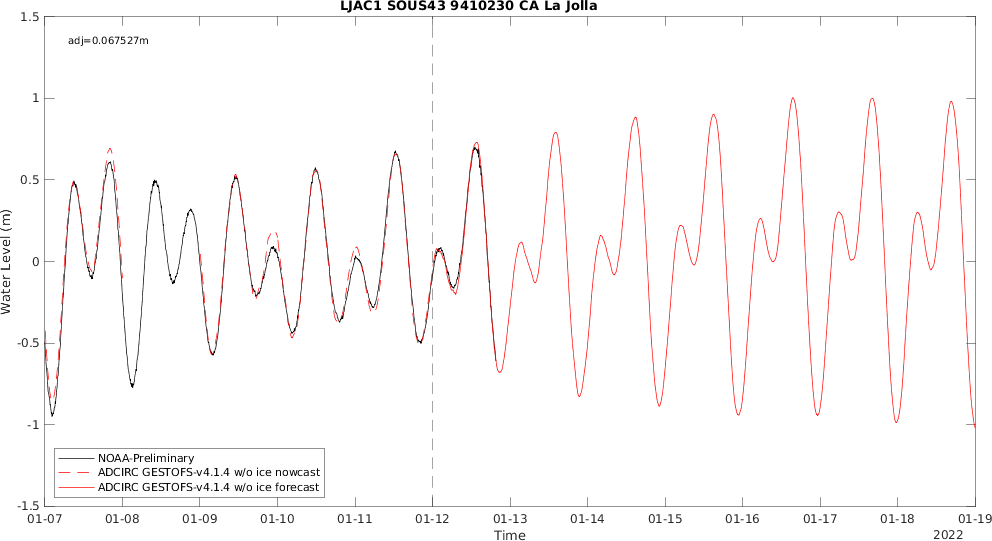 LJAC1 SOUS43 9410230 CA La Jolla
adj=0.067527m
1.5
1
0.5
0
-0.5
-1
-1.5
Water Level (m)
NOAA-Preliminary
ADCIRC GESTOFS-v4.1.4 w/o ice nowcast
ADCIRC GESTOFS-v4.1.4 w/o ice forecast
01-07 01-08 01-09 01-10 01-11 01-12 01-13 01-14 01-15 01-16 01-17 01-18 01-19
Time
2022